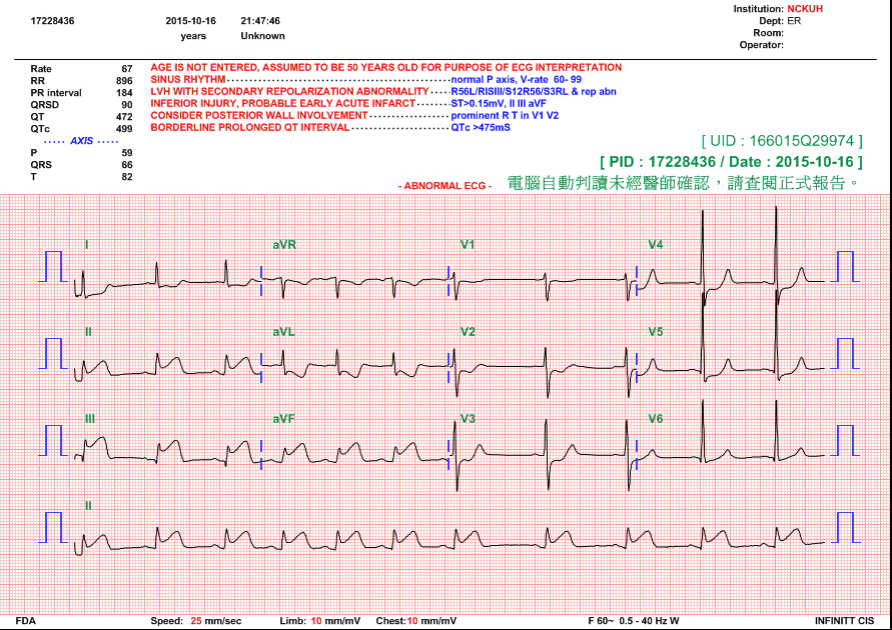 Institution: NCKUH
17228436 2015-10-16 21:47:46 Dept: ER
years Unknown Room:
Operator:
Rate 67 AGE IS NOT ENTERED, ASSUMED TO BE 50 YEARS OLD FOR PURPOSE OF ECG INTERPRETATION
RR 896 SINUS RHYTHM normal P axis, V-rate 60- 99
PR interval 184 LVH WITH SECONDARY REPOLARIZATION ABNORMALITY R56L/RISIII/S12R56/S3RL & rep abn
QRSD 90 INFERIOR INJURY, PROBABLE EARLY ACUTE INFARCT ST>0.15mV, II III aVF
QT 472 CONSIDER POSTERIOR WALL INVOLVEMENT prominent R T in V1 V2
QTc 499 BORDERLINE PROLONGED QT INTERVAL QTc >475mS
----- AXIS -----
[ UID : 166015Q29974 ]
P 59
QRS 66 [ PID : 17228436 / Date : 2015-10-16 ]
T 82
- ABNORMAL ECG - 電腦自動判讀未經醫師確認，請查閱正式報告。
I aVR V1 V4
II aVL V2 V5
III aVF V3 V6
II
FDA Speed: 25 mm/sec Limb: 10 mm/mV Chest:10 mm/mV F 60~ 0.5 - 40 Hz W INFINITT CIS